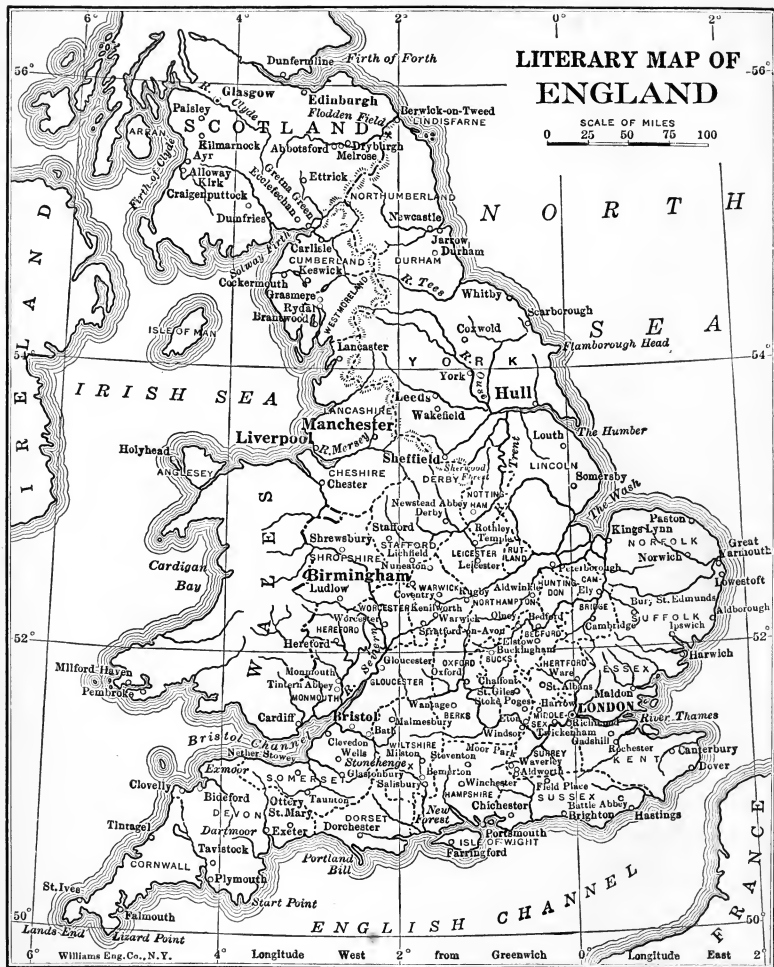 6°
4°
2°
0°
2°
LITERARY MAP OF
ENGLAND
SCALE OF MILES
0 25 50 75 100
56°
56°
Dunfermline
Firth of Forth
R. Clyde
Glasgow
Edinburgh
Paisley
Flodden Field
Berwick-on-Tweed
LINDISFARNE
ARRAN
SCOTLAND
Kilmarnock
Abbotsford
Dryburgh
Melrose
Ayr
Alloway
Kirk
Firth of Clyde
Craigenputtock
Ettrick
Gretna Green
Ecclefechan
Dumfries
NORTHUMBERLAND
Newcastle
NORTH
SEA
Jarrow
Durham
Solway Firth
Carlisle
CUMBERLAND
DURHAM
Keswick
Cockermouth
R. Tees
WESTMORELAND
Grasmere
Rydal
Brantwood
Whitby
Scarborough
ISLE OF MAN
Coxwold
Flamborough Head
Lancaster
54°
54°
YORK
R. Ouse
York
IRELAND
IRISH SEA
Leeds
Hull
LANCASHIRE
Wakefield
Manchester
Liverpool
R. Mersey
Louth
The Humber
Holyhead
Sheffield
Sherwood
Forest
R. Trent
LINCOLN
ANGLESEY
CHESHIRE
Chester
DERBY
Somersby
NOTTING
HAM
The Wash
Newstead Abbey
Derby
Paston
Kings Lynn
NORFOLK
Great
Yarmouth
WALES
Stafford
Rothley
Temple
Shrewsbury
STAFFORD
Norwich
SHROPSHIRE
Lichfield
LEICESTER
RUT-
LAND
Cardigan
Bay
Nuneaton
Leicester
Peterborough
Lowestoft
Birmingham
HUNTING
DON
CAM-
BRIDGE
Ludlow
WARWICK
Coventry
Rugby
Aldwinkle
Ely
Bury St. Edmunds
Aldborough
WORCESTER
Kenilworth
NORTHAMPTON
SUFFOLK
Worcester
Warwick
Olney
Bedford
Cambridge
Ipswich
52°
52°
HEREFORD
Stratford-on-Avon
BEDFORD
Elstow
Hereford
R. Severn
Buckingham
Harwich
Milford Haven
Gloucester
OXFORD
BUCKS
HERTFORD
ESSEX
Pembroke
Monmouth
Oxford
Chalfont
St. Giles
Ware
Tintern Abbey
GLOUCESTER
St. Albans
Maldon
MONMOUTH
Stoke Poges
Harrow
LONDON
Wantage
BERKS
MIDDLE-
SEX
Cardiff
Bristol
Malmesbury
Eton
Richmond
River Thames
Bristol Channel
Bath
Windsor
Twickenham
Clevedon
WILTSHIRE
Moor Park
Gadshill
Nether Stowey
Wells
Milston
SURREY
Rochester
Canterbury
Stonehenge
Steventon
Waverley
KENT
Exmoor
Glastonbury
Bemerton
Aldworth
Dover
Clovelly
SOMERSET
Salisbury
Winchester
Field Place
Bideford
Ottery
St. Mary
Taunton
HAMPSHIRE
SUSSEX
DEVON
New
Forest
Chichester
Battle Abbey
Hastings
Tintagel
Dartmoor
Exeter
DORSET
Dorchester
Portsmouth
Brighton
Tavistock
ISLE OF WIGHT
CORNWALL
Portland
Bill
Farringford
Plymouth
FRANCE
St. Ives
Start Point
Falmouth
50°
50°
Lands End
Lizard Point
ENGLISH CHANNEL
Williams Eng. Co., N.Y.
6°
4°
Longitude West
2°
from Greenwich
0°
Longitude East
2°